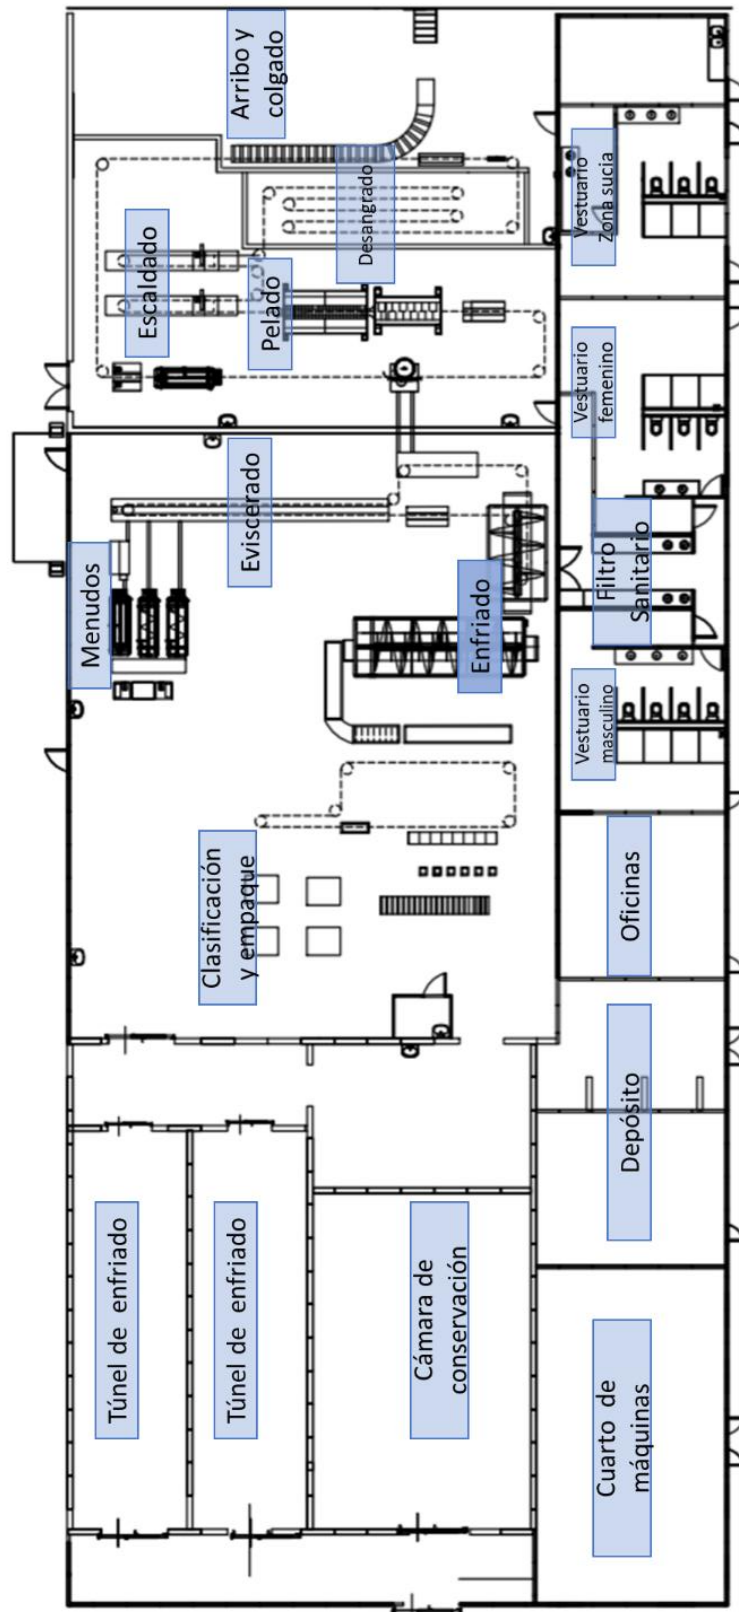 Arribo y
colgado
Vestuario
Zona sucia
Desangrado
Escaldado
Pelado
Vestuario
femenino
Eviscerado
Menudos
Filtro
Sanitario
Enfriado
Vestuario
masculino
Clasificación
y empaque
Oficinas
Depósito
Túnel de enfriado
Túnel de enfriado
Cámara de
conservación
Cuarto de
máquinas